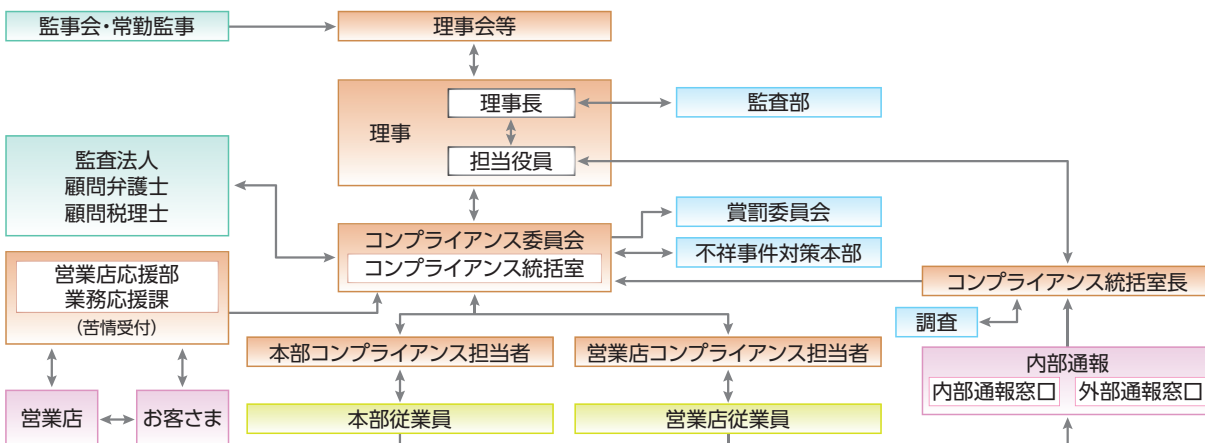 監事会・常勤監事
理事会等
理事
理事長
担当役員
監査部
監査法人
顧問弁護士
顧問税理士
賞罰委員会
不祥事件対策本部
コンプライアンス委員会
コンプライアンス統括室
営業店応援部
業務応援課
(苦情受付)
コンプライアンス統括室長
調査
本部コンプライアンス担当者
営業店コンプライアンス担当者
内部通報
内部通報窓口
外部通報窓口
営業店
お客さま
本部従業員
営業店従業員